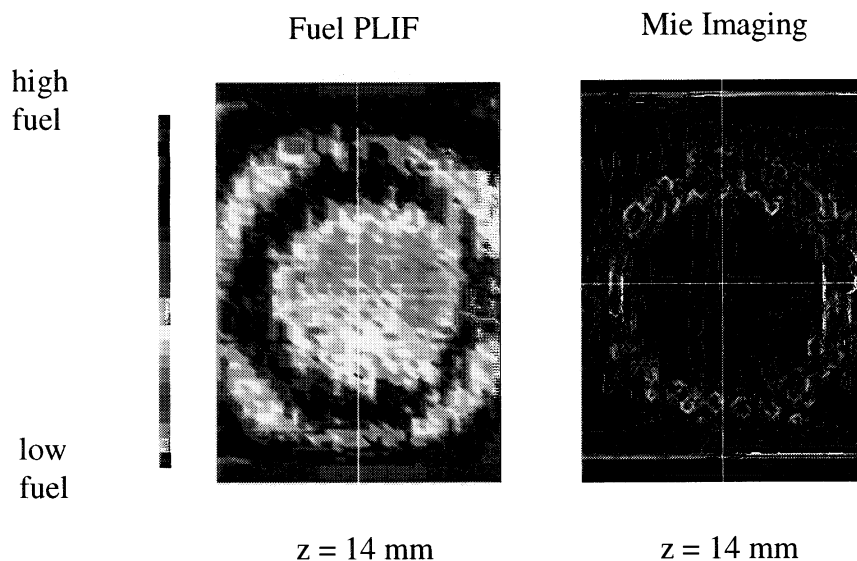 Fuel PLIF
Mie Imaging
high
fuel
low
fuel
z = 14 mm
z = 14 mm